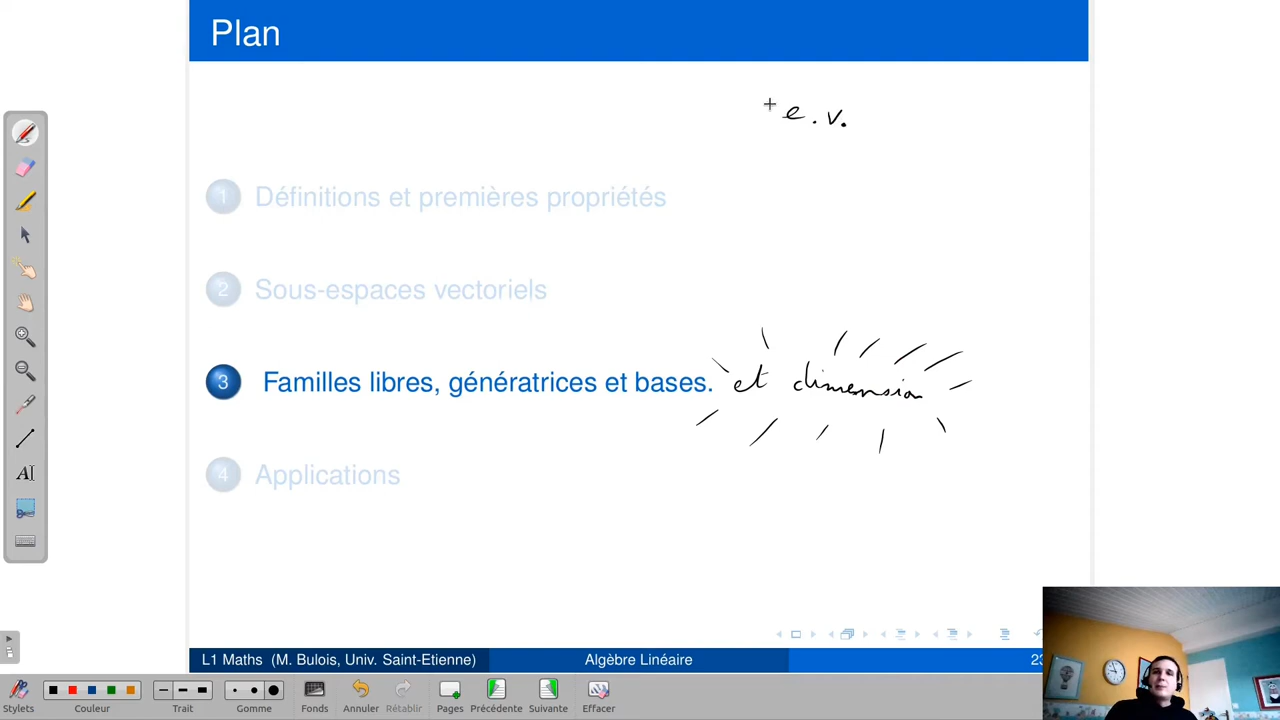 Plan
e.v.
1 Définitions et premières propriétés
2 Sous-espaces vectoriels
3 Familles libres, génératrices et bases. et dimension
4 Applications
L1 Maths (M. Bulois, Univ. Saint-Etienne) Algèbre Linéaire 23
Stylets Couleur Trait Gomme Fonds Annuler Rétablir Pages Précédente Suivante Effacer